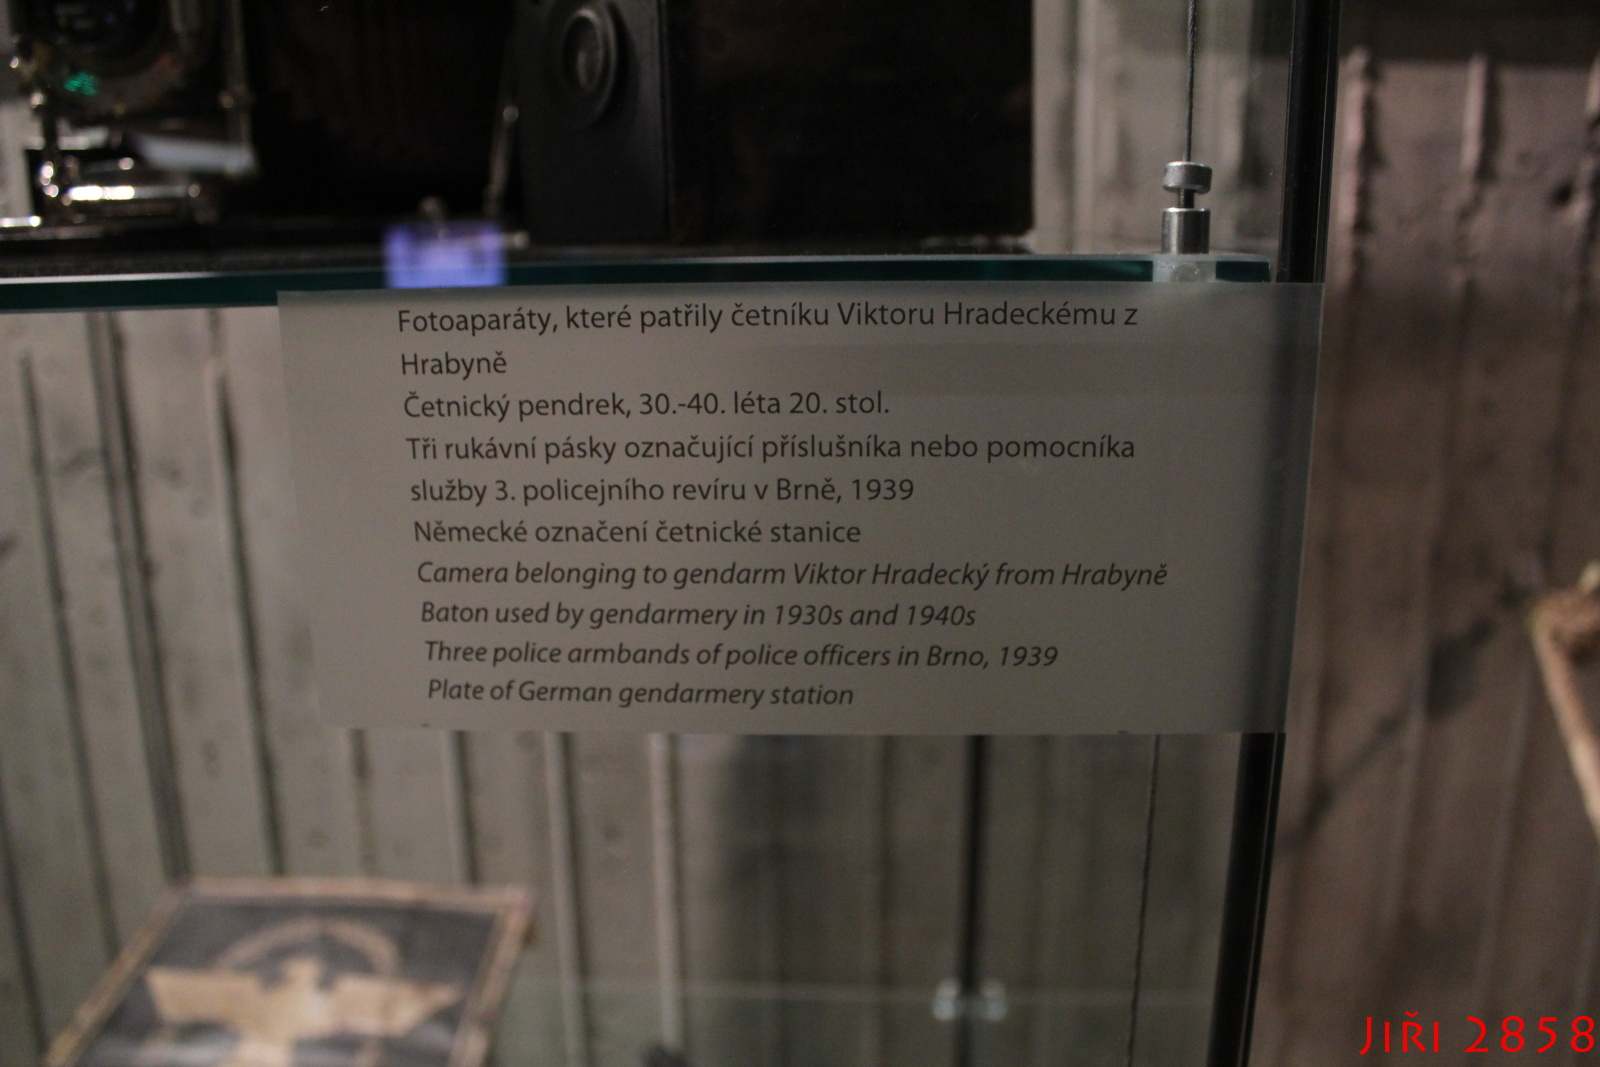 Fotoaparáty, které patřily četníku Viktoru Hradeckému z
Hrabyně
Četnický pendrek, 30.-40. léta 20. stol.
Tři rukávní pásky označující příslušníka nebo pomocníka
služby 3. policejního revíru v Brně, 1939
Německé označení četnické stanice
Camera belonging to gendarm Viktor Hradecký from Hrabyně
Baton used by gendarmery in 1930s and 1940s
Three police armbands of police officers in Brno, 1939
Plate of German gendarmery station
JIŘI 2858